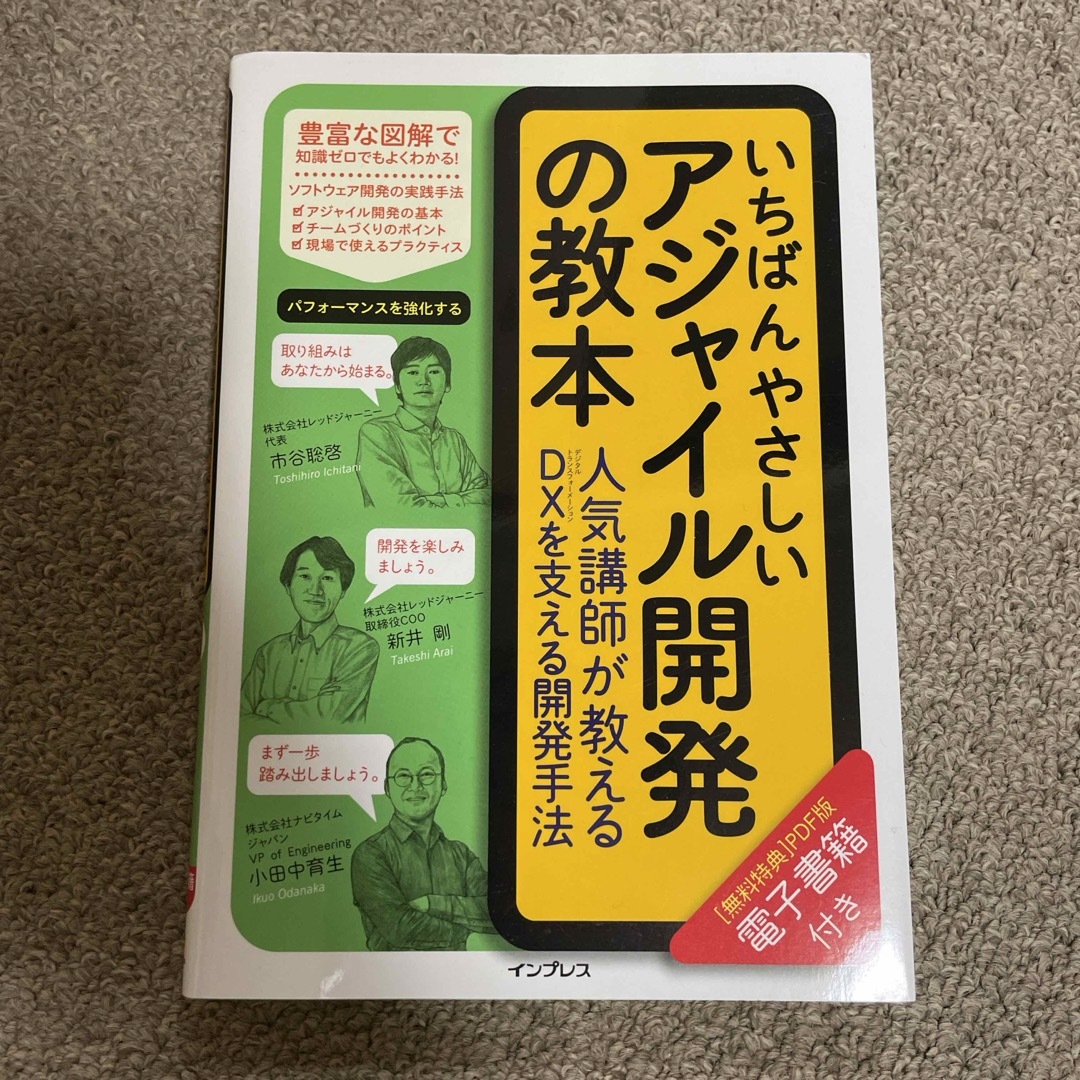 いちばんやさしい
アジャイル開発
の教本
人気講師が教える
デジタル
トランスフォーメーション
DXを支える開発手法
豊富な図解で
知識ゼロでもよくわかる!
ソフトウェア開発の実践手法
アジャイル開発の基本
チームづくりのポイント
現場で使えるプラクティス
パフォーマンスを強化する
取り組みは
あなたから始まる。
株式会社レッドジャーニー
代表
市谷聡啓
Toshihiro Ichitani
開発を楽しみ
ましょう。
株式会社レッドジャーニー
取締役COO
新井 剛
Takeshi Arai
まず一歩
踏み出しましょう。
株式会社ナビタイム
ジャパン
VP of Engineering
小田中育生
Ikuo Odanaka
[無料特典]PDF版
電子書籍
付き
インプレス
籍